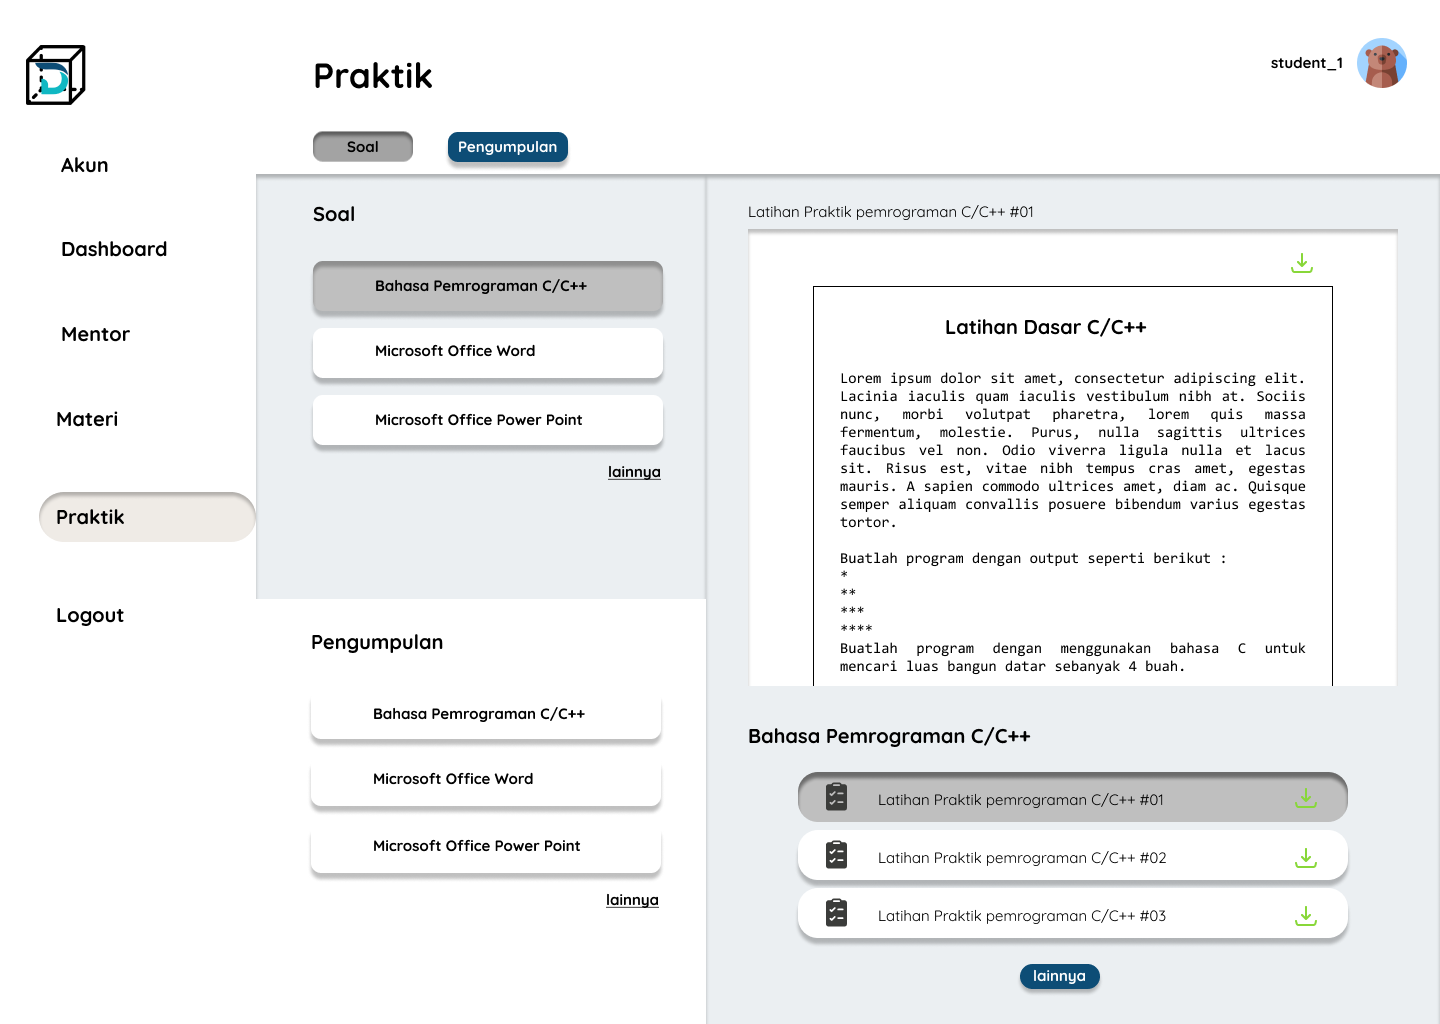 Praktik
student_1
Soal
Pengumpulan
Akun
Dashboard
Mentor
Materi
Praktik
Logout
Soal
Bahasa Pemrograman C/C++
Microsoft Office Word
Microsoft Office Power Point
lainnya
Pengumpulan
Bahasa Pemrograman C/C++
Microsoft Office Word
Microsoft Office Power Point
lainnya
Latihan Praktik pemrograman C/C++ #01
Latihan Dasar C/C++
Lorem ipsum dolor sit amet, consectetur adipiscing elit.
Lacinia iaculis quam iaculis vestibulum nibh at. Sociis
nunc, morbi volutpat pharetra, lorem quis massa
fermentum, molestie. Purus, nulla sagittis ultrices
faucibus vel non. Odio viverra ligula nulla et lacus
sit. Risus est, vitae nibh tempus cras amet, egestas
mauris. A sapien commodo ultrices amet, diam ac. Quisque
semper aliquam convallis posuere bibendum varius egestas
tortor.
Buatlah program dengan output seperti berikut :
*
**
***
****
Buatlah program dengan menggunakan bahasa C untuk
mencari luas bangun datar sebanyak 4 buah.
Bahasa Pemrograman C/C++
Latihan Praktik pemrograman C/C++ #01
Latihan Praktik pemrograman C/C++ #02
Latihan Praktik pemrograman C/C++ #03
lainnya